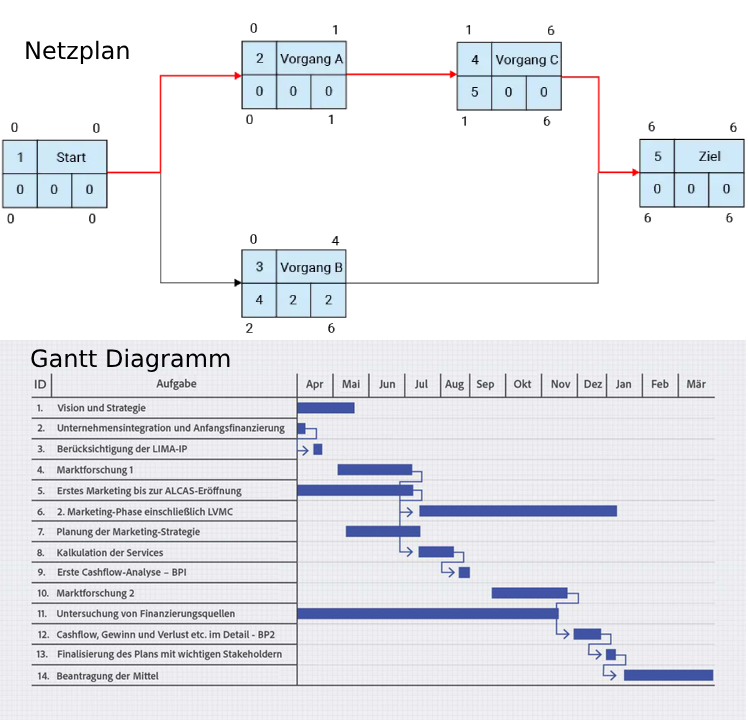 Netzplan
0 1
2 Vorgang A
0 0 0
0 1
1 6
4 Vorgang C
5 0 0
1 6
0 0
1 Start
0 0 0
0 0
6 6
5 Ziel
0 0 0
6 6
0 4
3 Vorgang B
4 2 2
2 6
Gantt Diagramm
ID Aufgabe Apr Mai Jun Jul Aug Sep Okt Nov Dez Jan Feb Mär
1. Vision und Strategie
2. Unternehmensintegration und Anfangsfinanzierung
3. Berücksichtigung der LIMA-IP
4. Marktforschung 1
5. Erstes Marketing bis zur ALCAS-Eröffnung
6. 2. Marketing-Phase einschließlich LVMC
7. Planung der Marketing-Strategie
8. Kalkulation der Services
9. Erste Cashflow-Analyse – BPI
10. Marktforschung 2
11. Untersuchung von Finanzierungsquellen
12. Cashflow, Gewinn und Verlust etc. im Detail - BP2
13. Finalisierung des Plans mit wichtigen Stakeholdern
14. Beantragung der Mittel